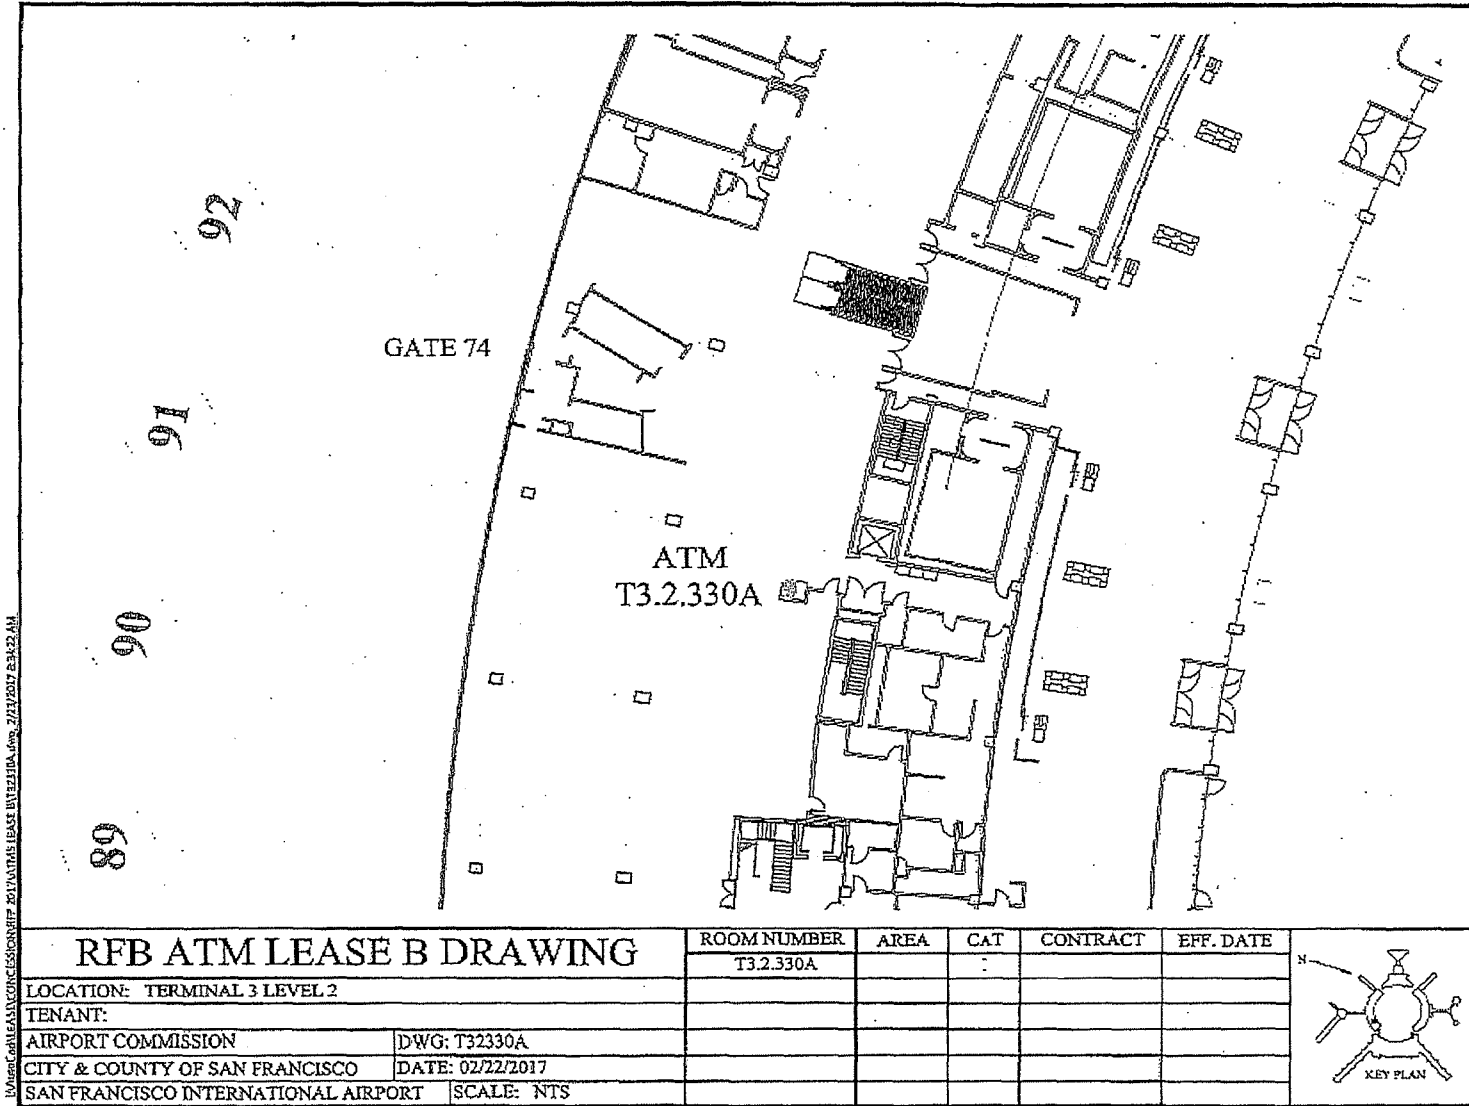 92
GATE 74
91
ATM
T3.2.330A
90
89
RFB ATM LEASE B DRAWING
ROOM NUMBER AREA CAT CONTRACT EFF. DATE
T3.2.330A
LOCATION: TERMINAL 3 LEVEL 2
TENANT:
AIRPORT COMMISSION DWG: T32330A
CITY & COUNTY OF SAN FRANCISCO DATE: 02/22/2017
SAN FRANCISCO INTERNATIONAL AIRPORT SCALE: NTS
N
KEY PLAN